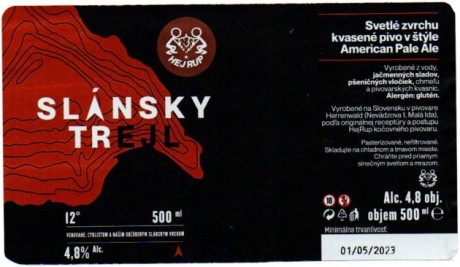 HEJ RUP
SLÁNSKY
TREJL
12° 500 ml
VENOVANÉ CYKLISTOM A NAŠIM OBĽÚBENÝM SLÁNSKYM VRCHOM
4,8% Alc.
Svetlé zvrchu
kvasené pivo v štýle
American Pale Ale
Vyrobené z vody,
jačmenných sladov,
pšeničných vločiek, chmeľu
a pivovarských kvasníc.
Alergén: glutén.
Vyrobené na Slovensku v pivovare
Herrenwald (Nevädzova 1, Malá Ida),
podľa originálnej receptúry a postupu
HejRup kočovného pivovaru.
Pasterizované, nefiltrované.
Skladujte na chladnom a tmavom mieste.
Chráňte pred priamym
slnečným svetlom a mrazom.
Alc. 4,8 obj.
objem 500 ml e
Minimálna trvanlivosť:
01/05/2023